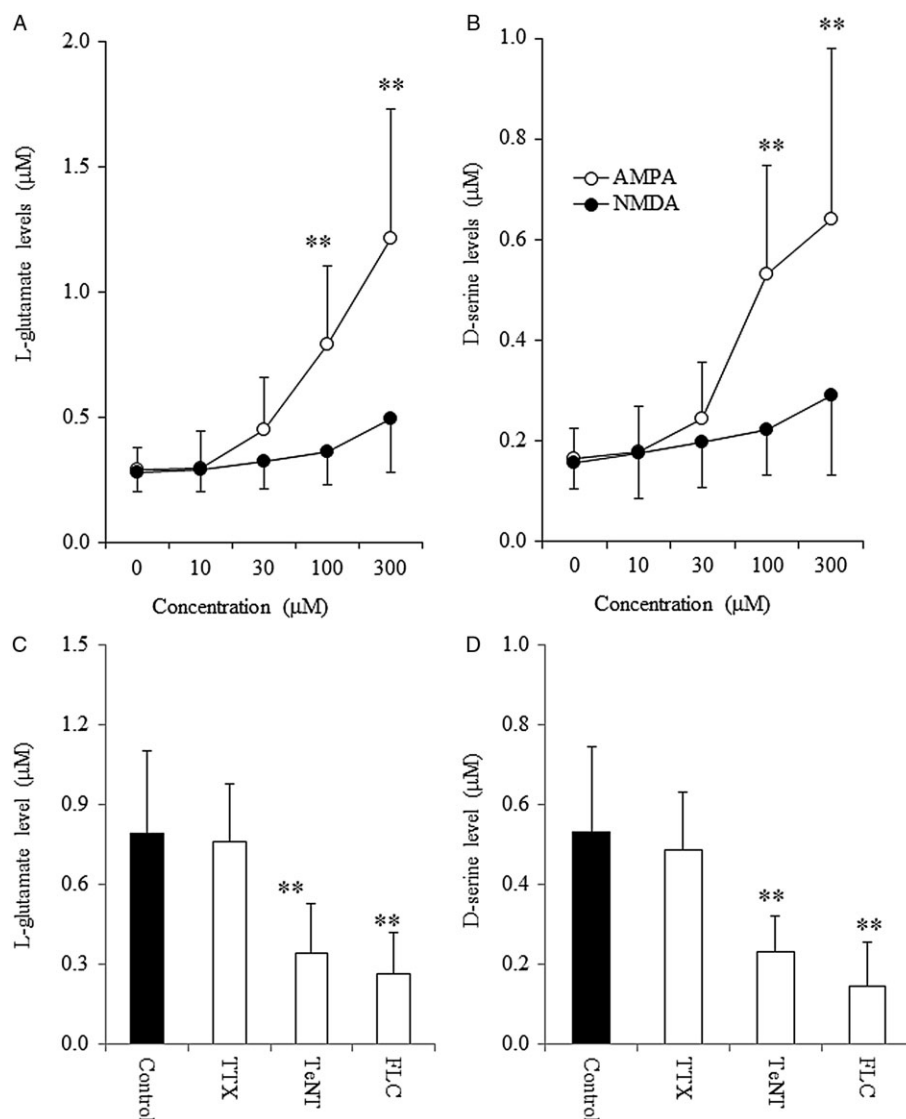 A
L-glutamate levels (µM)
2.0
1.5
1.0
0.5
0.0
**
**
0 10 30 100 300
Concentration (µM)
B
D-serine levels (µM)
1.0
0.8
0.6
0.4
0.2
0.0
**
**
AMPA
NMDA
0 10 30 100 300
Concentration (µM)
C
L-glutamate level (µM)
1.5
1.2
0.9
0.6
0.3
0.0
**
**
Control
TTX
TeNT
FLC
D
D-serine level (µM)
1.0
0.8
0.6
0.4
0.2
0.0
**
**
Control
TTX
TeNT
FLC